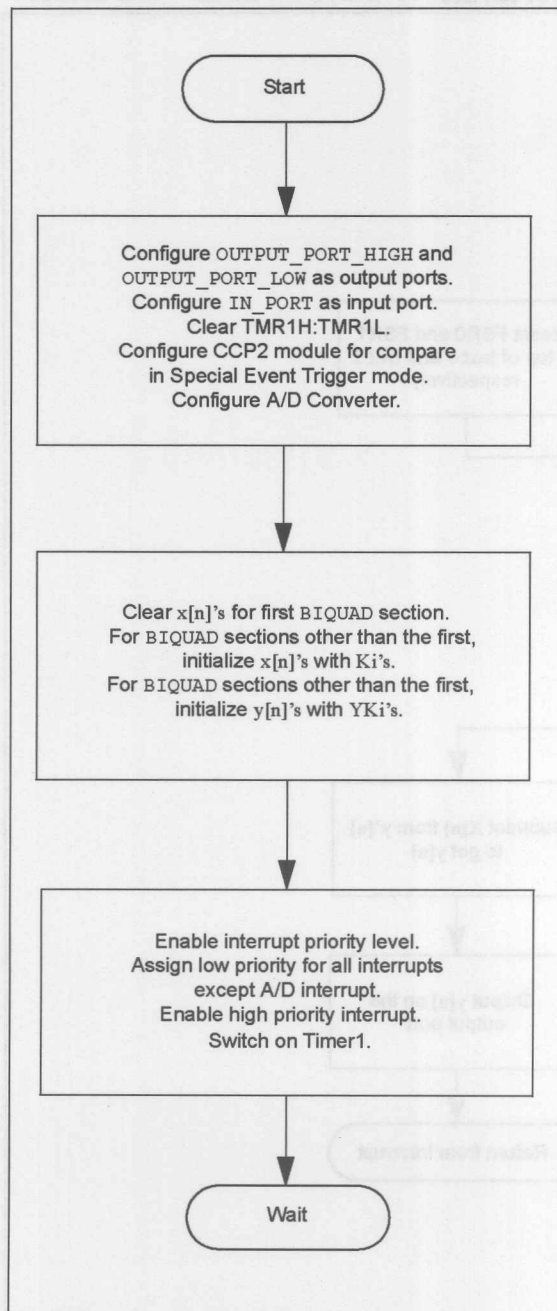 Start
Configure OUTPUT_PORT_HIGH and
OUTPUT_PORT_LOW as output ports.
Configure IN_PORT as input port.
Clear TMR1H:TMR1L.
Configure CCP2 module for compare
in Special Event Trigger mode.
Configure A/D Converter.
Clear x[n]'s for first BIQUAD section.
For BIQUAD sections other than the first,
initialize x[n]'s with Ki's.
For BIQUAD sections other than the first,
initialize y[n]'s with YKi's.
Enable interrupt priority level.
Assign low priority for all interrupts
except A/D interrupt.
Enable high priority interrupt.
Switch on Timer1.
Wait